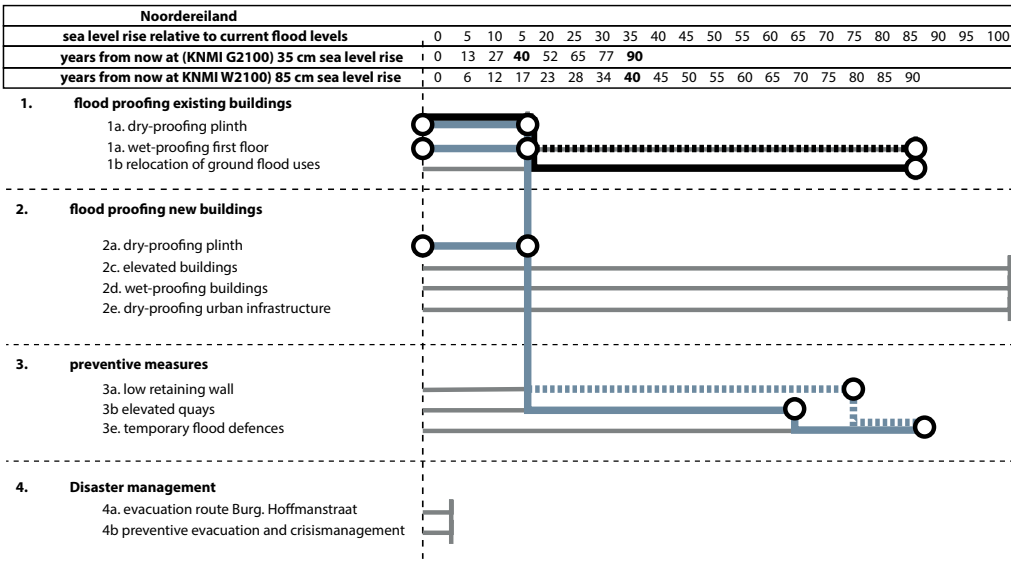 Noordereiland
sea level rise relative to current flood levels 0 5 10 5 20 25 30 35 40 45 50 55 60 65 70 75 80 85 90 95 100
years from now at (KNMI G2100) 35 cm sea level rise 0 13 27 40 52 65 77 90
years from now at KNMI W2100) 85 cm sea level rise 0 6 12 17 23 28 34 40 45 50 55 60 65 70 75 80 85 90
1. flood proofing existing buildings
1a. dry-proofing plinth
1a. wet-proofing first floor
1b relocation of ground flood uses
2. flood proofing new buildings
2a. dry-proofing plinth
2c. elevated buildings
2d. wet-proofing buildings
2e. dry-proofing urban infrastructure
3. preventive measures
3a. low retaining wall
3b elevated quays
3e. temporary flood defences
4. Disaster management
4a. evacuation route Burg. Hoffmanstraat
4b preventive evacuation and crisismanagement